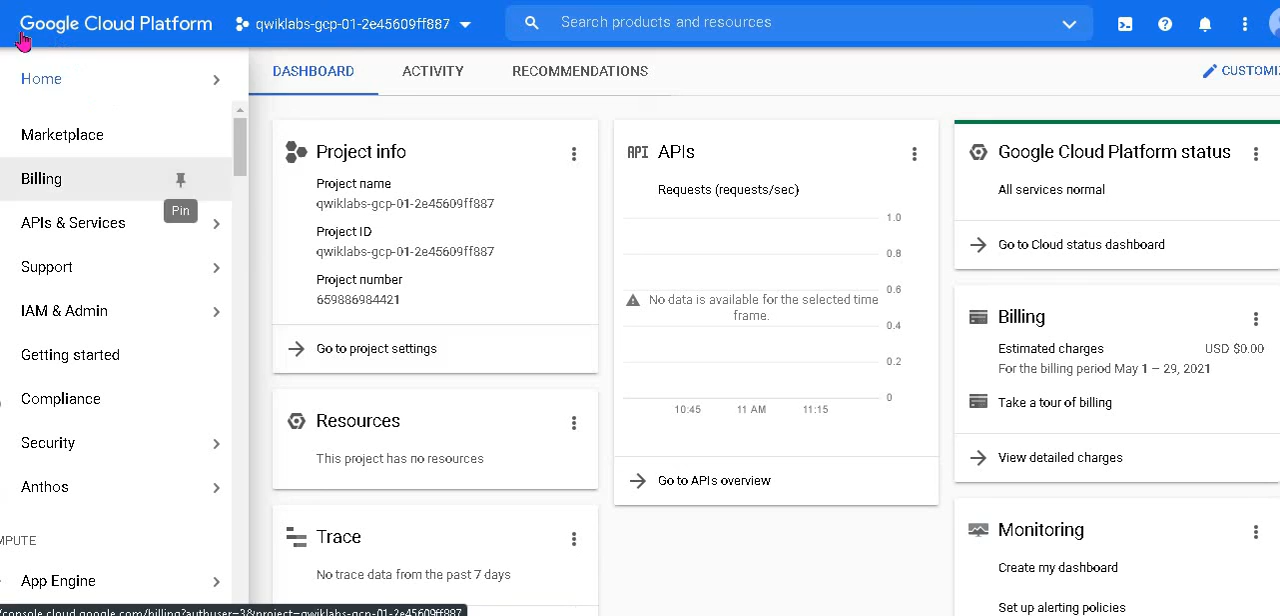 Google Cloud Platform
qwiklabs-gcp-01-2e45609ff887
Search products and resources
Home
Marketplace
Billing
Pin
APIs & Services
Support
IAM & Admin
Getting started
Compliance
Security
Anthos
MPUTE
App Engine
/console.cloud.google.com/billing?authuser=3&project=qwiklabs-gcp-01-2e45609ff887
DASHBOARD
ACTIVITY
RECOMMENDATIONS
CUSTOMIZ
Project info
Project name
qwiklabs-gcp-01-2e45609ff887
Project ID
qwiklabs-gcp-01-2e45609ff887
Project number
659886984421
Go to project settings
Resources
This project has no resources
Trace
No trace data from the past 7 days
API APIs
Requests (requests/sec)
1.0
0.8
0.6
No data is available for the selected time
frame.
0.4
0.2
0
10:45
11 AM
11:15
Go to APIs overview
Google Cloud Platform status
All services normal
Go to Cloud status dashboard
Billing
Estimated charges
USD $0.00
For the billing period May 1 – 29, 2021
Take a tour of billing
View detailed charges
Monitoring
Create my dashboard
Set up alerting policies